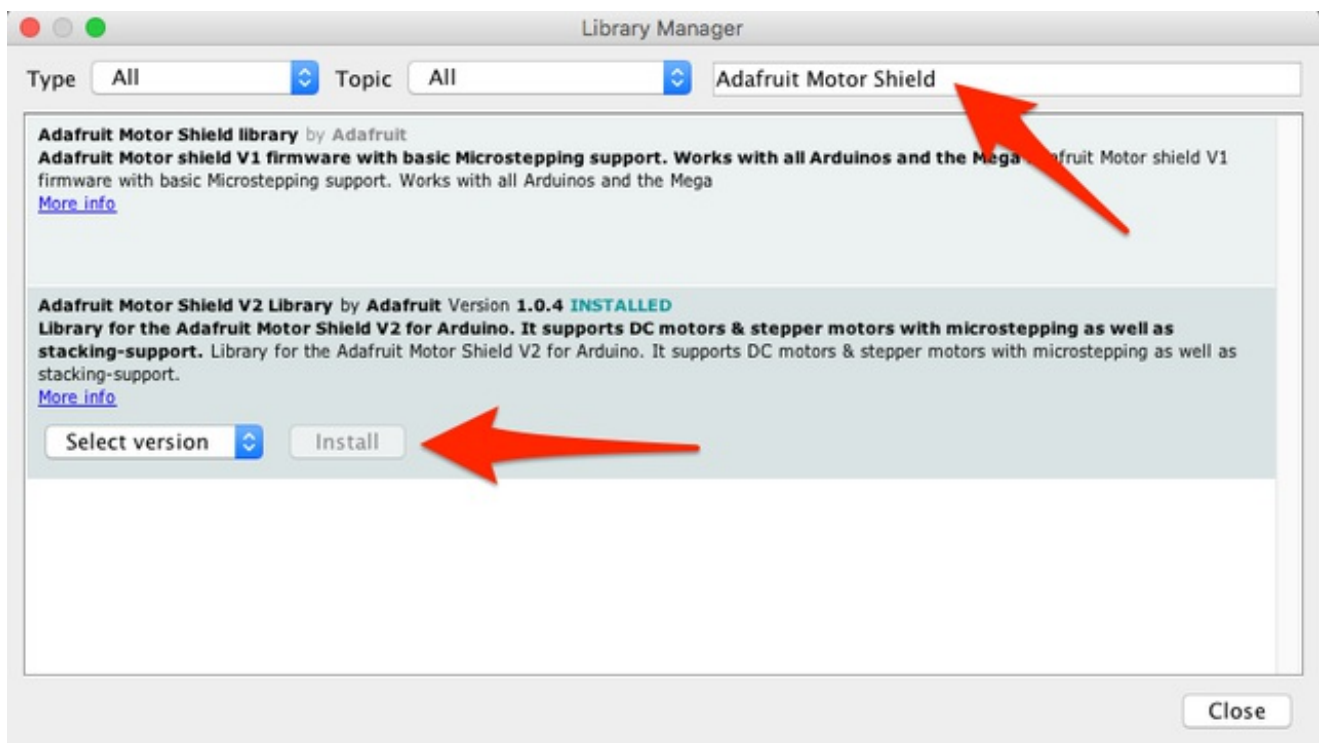 Library Manager
Type All Topic All Adafruit Motor Shield
Adafruit Motor Shield library by Adafruit
Adafruit Motor shield V1 firmware with basic Microstepping support. Works with all Arduinos and the Mega fruit Motor shield V1
firmware with basic Microstepping support. Works with all Arduinos and the Mega
More info
Adafruit Motor Shield V2 Library by Adafruit Version 1.0.4 INSTALLED
Library for the Adafruit Motor Shield V2 for Arduino. It supports DC motors & stepper motors with microstepping as well as
stacking-support. Library for the Adafruit Motor Shield V2 for Arduino. It supports DC motors & stepper motors with microstepping as well as
stacking-support.
More info
Select version Install
Close